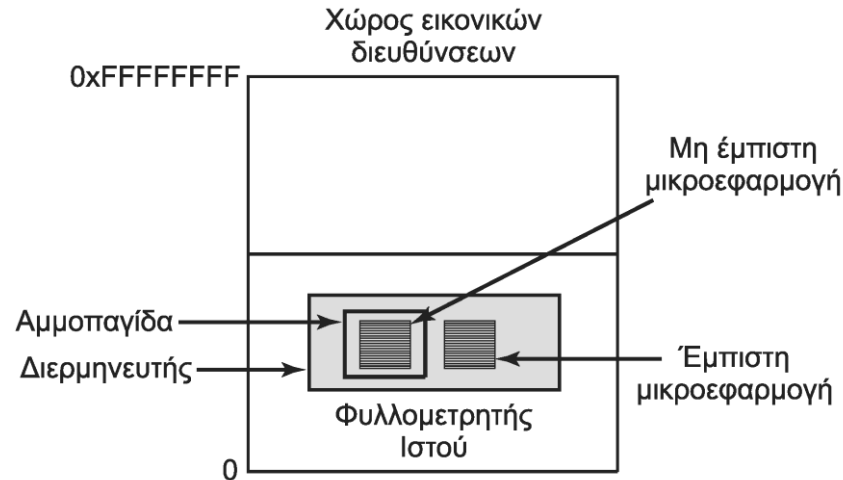 Χώρος εικονικών
διευθύνσεων
0xFFFFFFFF
Μη έμπιστη
μικροεφαρμογή
Αμμοπαγίδα
Διερμηνευτής
Έμπιστη
μικροεφαρμογή
Φυλλομετρητής
Ιστού
0